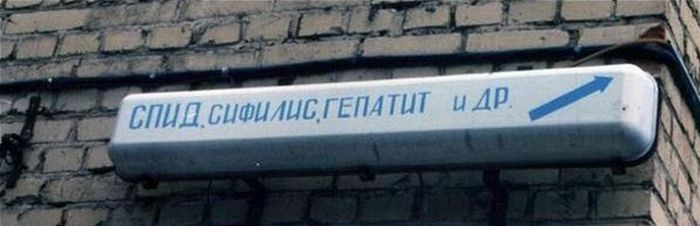 СПИД, СИФИЛИС, ГЕПАТИТ и ДР.